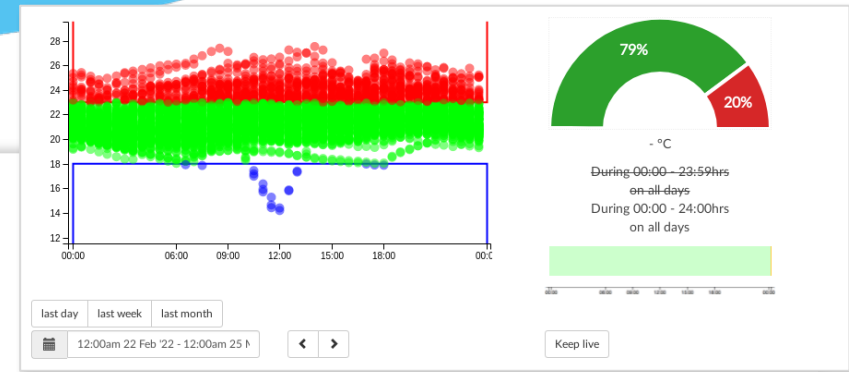 28
26
24
22
20
18
16
14
12
00:00 06:00 09:00 12:00 15:00 18:00 00:0
79%
20%
- °C
During 00:00 - 23:59hrs
on all days
During 00:00 - 24:00hrs
on all days
last day last week last month
12:00am 22 Feb '22 - 12:00am 25 M
Keep live